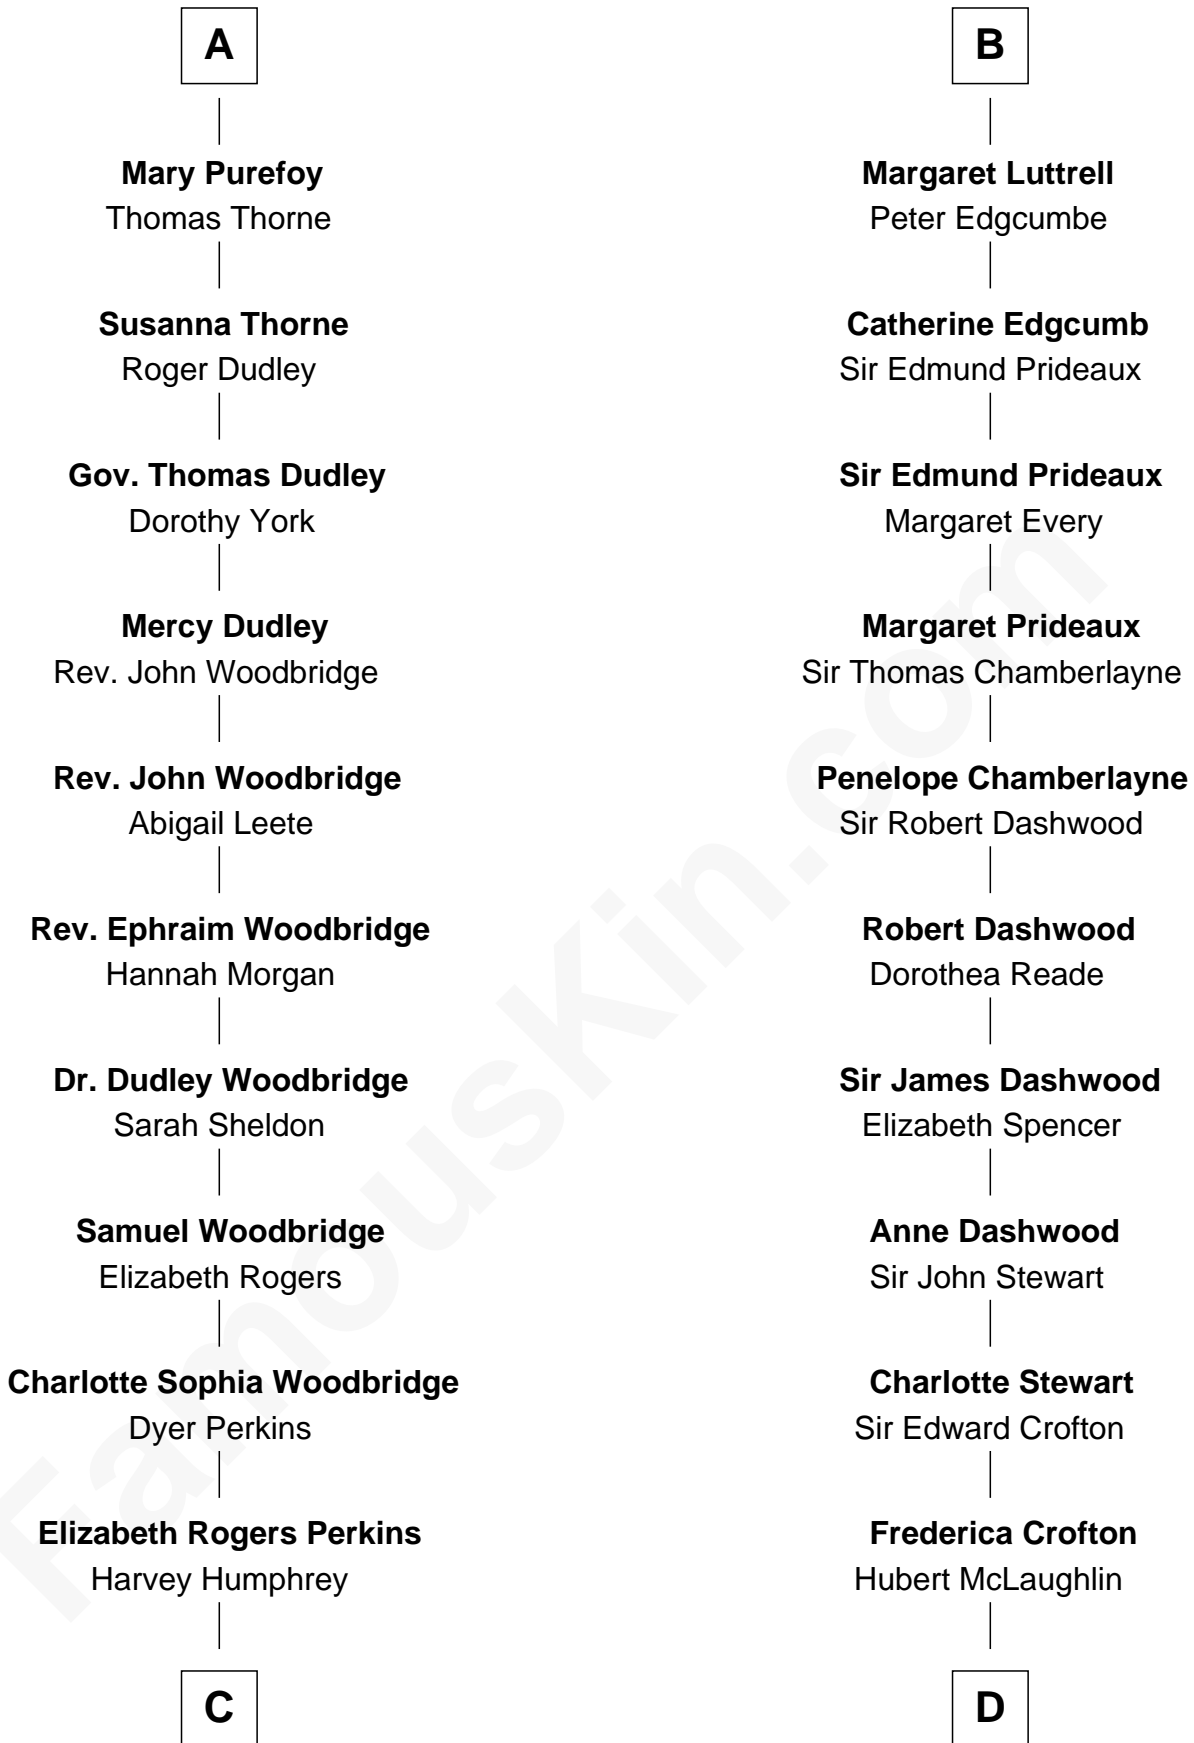 A
Mary Purefoy
Thomas Thorne
Susanna Thorne
Roger Dudley
Gov. Thomas Dudley
Dorothy York
Mercy Dudley
Rev. John Woodbridge
Rev. John Woodbridge
Abigail Leete
Rev. Ephraim Woodbridge
Hannah Morgan
Dr. Dudley Woodbridge
Sarah Sheldon
Samuel Woodbridge
Elizabeth Rogers
Charlotte Sophia Woodbridge
Dyer Perkins
Elizabeth Rogers Perkins
Harvey Humphrey
C
B
Margaret Luttrell
Peter Edgcumbe
Catherine Edgcumb
Sir Edmund Prideaux
Sir Edmund Prideaux
Margaret Every
Margaret Prideaux
Sir Thomas Chamberlayne
Penelope Chamberlayne
Sir Robert Dashwood
Robert Dashwood
Dorothea Reade
Sir James Dashwood
Elizabeth Spencer
Anne Dashwood
Sir John Stewart
Charlotte Stewart
Sir Edward Crofton
Frederica Crofton
Hubert McLaughlin
D
FamousKin.com